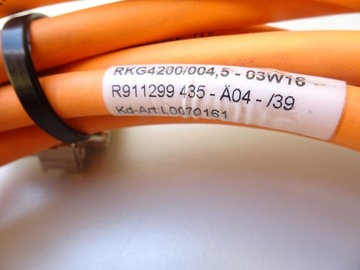 RKG4200/004,5 - 03W16
R911299 435 - A04 - /39
Kd-Art:L0070161